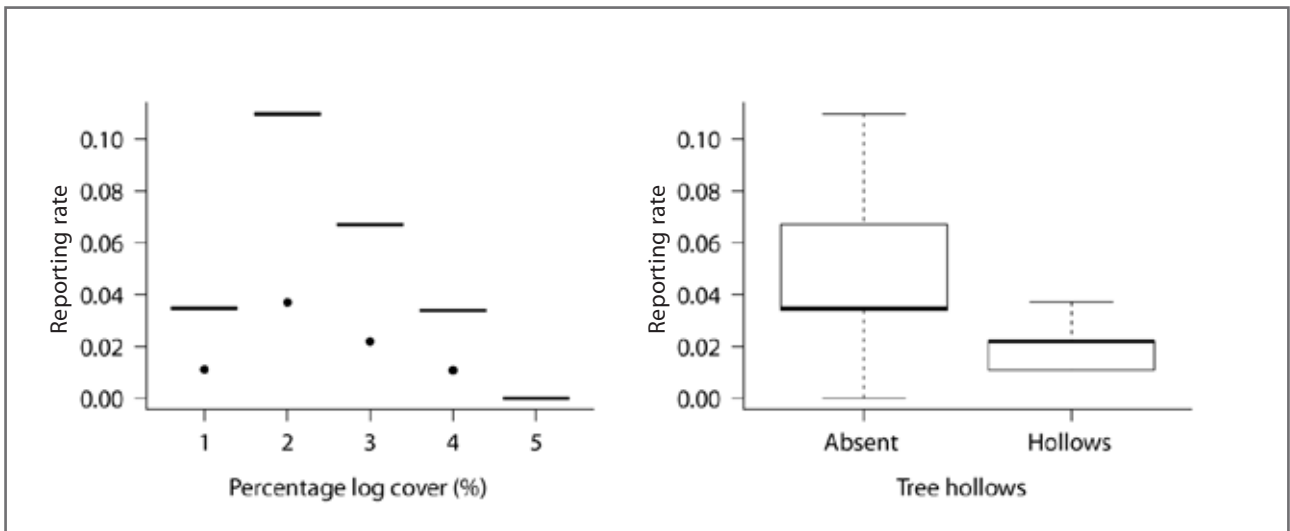 Reporting rate
0.10
0.08
0.06
0.04
0.02
0.00
1 2 3 4 5
Percentage log cover (%)
Reporting rate
0.10
0.08
0.06
0.04
0.02
0.00
Absent Hollows
Tree hollows